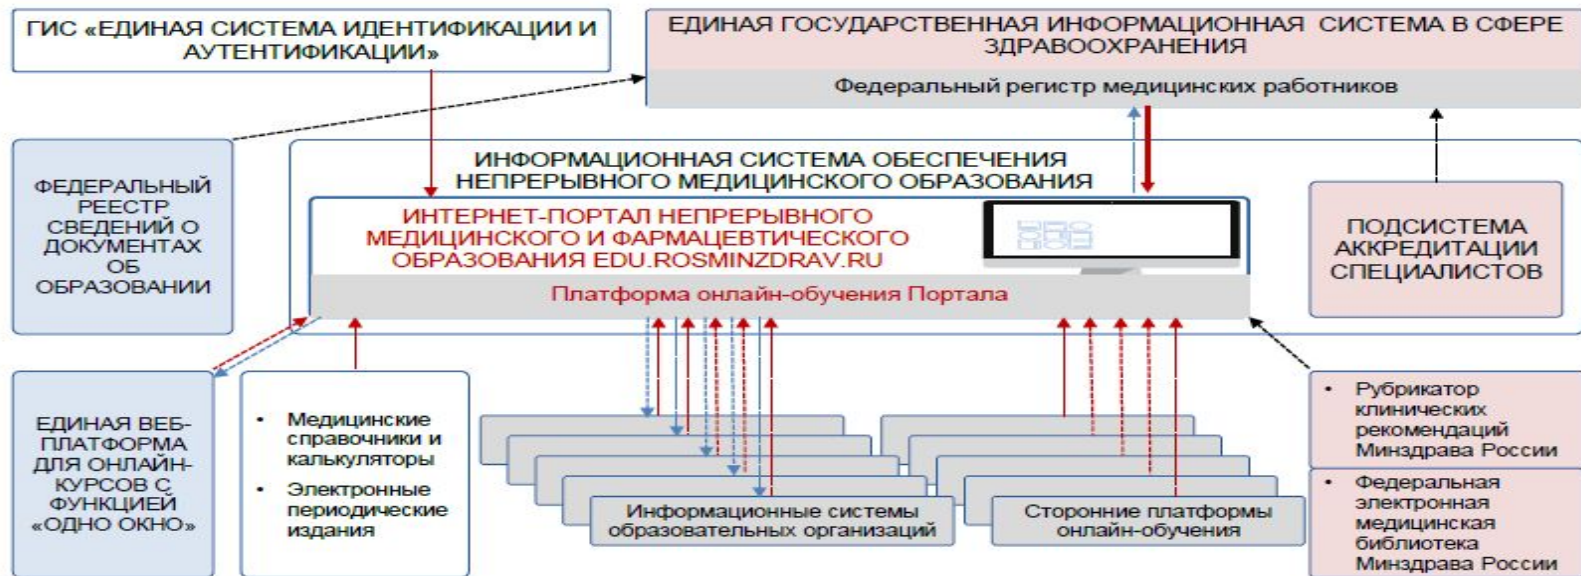 ГИС «ЕДИНАЯ СИСТЕМА ИДЕНТИФИКАЦИИ И
АУТЕНТИФИКАЦИИ»
ЕДИНАЯ ГОСУДАРСТВЕННАЯ ИНФОРМАЦИОННАЯ СИСТЕМА В СФЕРЕ
ЗДРАВООХРАНЕНИЯ
Федеральный регистр медицинских работников
ФЕДЕРАЛЬНЫЙ
РЕЕСТР
СВЕДЕНИЙ О
ДОКУМЕНТАХ
ОБ
ОБРАЗОВАНИИ
ИНФОРМАЦИОННАЯ СИСТЕМА ОБЕСПЕЧЕНИЯ
НЕПРЕРЫВНОГО МЕДИЦИНСКОГО ОБРАЗОВАНИЯ
ИНТЕРНЕТ-ПОРТАЛ НЕПРЕРЫВНОГО
МЕДИЦИНСКОГО И ФАРМАЦЕВТИЧЕСКОГО
ОБРАЗОВАНИЯ EDU.ROSMINZDRAV.RU
Платформа онлайн-обучения Портала
ПОДСИСТЕМА
АККРЕДИТАЦИИ
СПЕЦИАЛИСТОВ
ЕДИНАЯ ВЕБ-
ПЛАТФОРМА
ДЛЯ ОНЛАЙН-
КУРСОВ С
ФУНКЦИЕЙ
«ОДНО ОКНО»
• Медицинские
справочники и
калькуляторы
• Электронные
периодические
издания
Информационные системы
образовательных организаций
Сторонние платформы
онлайн-обучения
• Рубрикатор
клинических
рекомендаций
Минздрава России
• Федеральная
электронная
медицинская
библиотека
Минздрава России